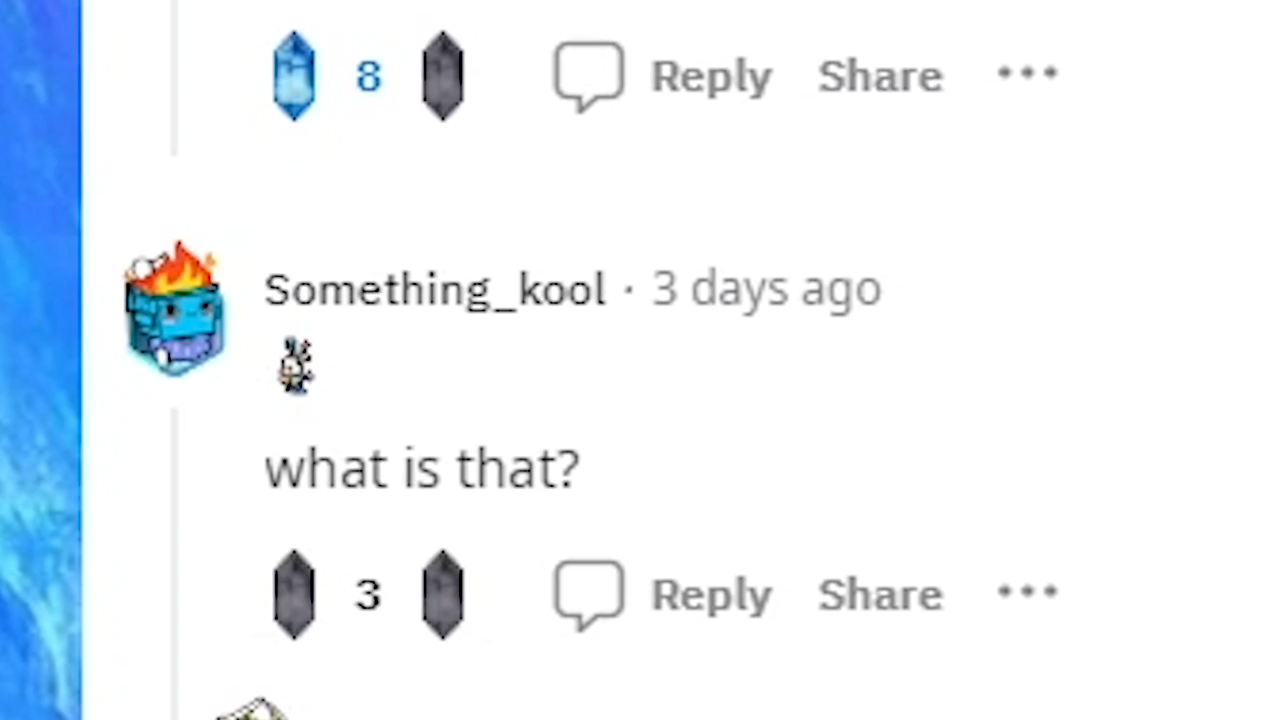 8 Reply Share
Something_kool · 3 days ago
what is that?
3 Reply Share